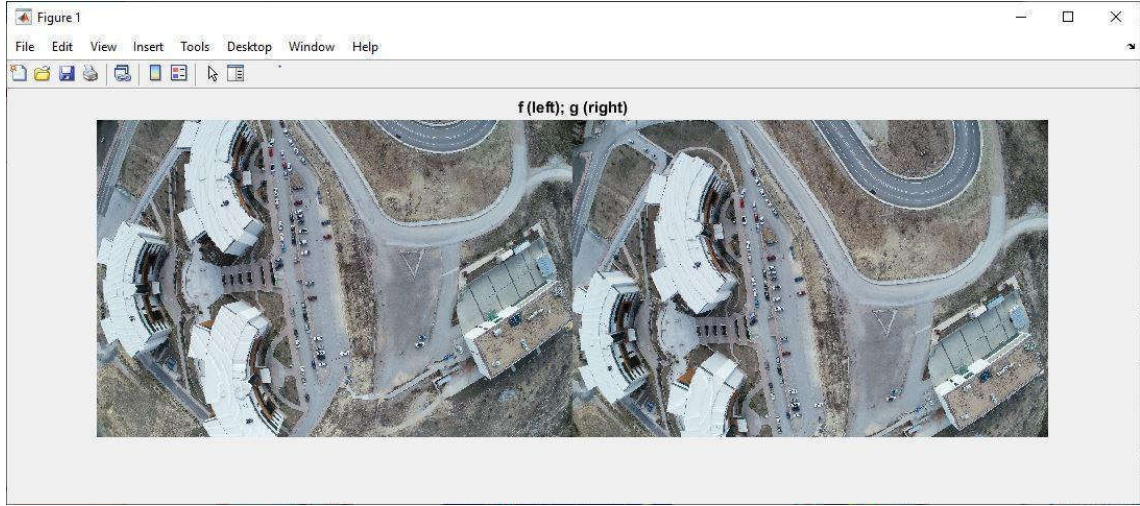 Figure 1
File Edit View Insert Tools Desktop Window Help
f (left); g (right)